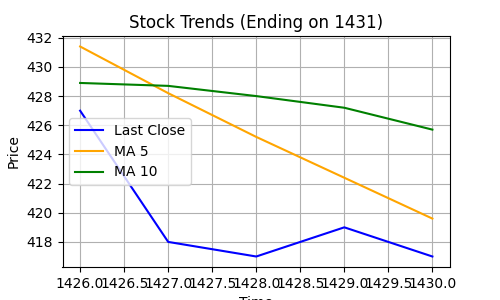 Stock Trends (Ending on 1431)
432
430
428
426
424
422
420
418
Price
Last Close
MA 5
MA 10
1426.0 1426.5 1427.0 1427.5 1428.0 1428.5 1429.0 1429.5 1430.0
Time